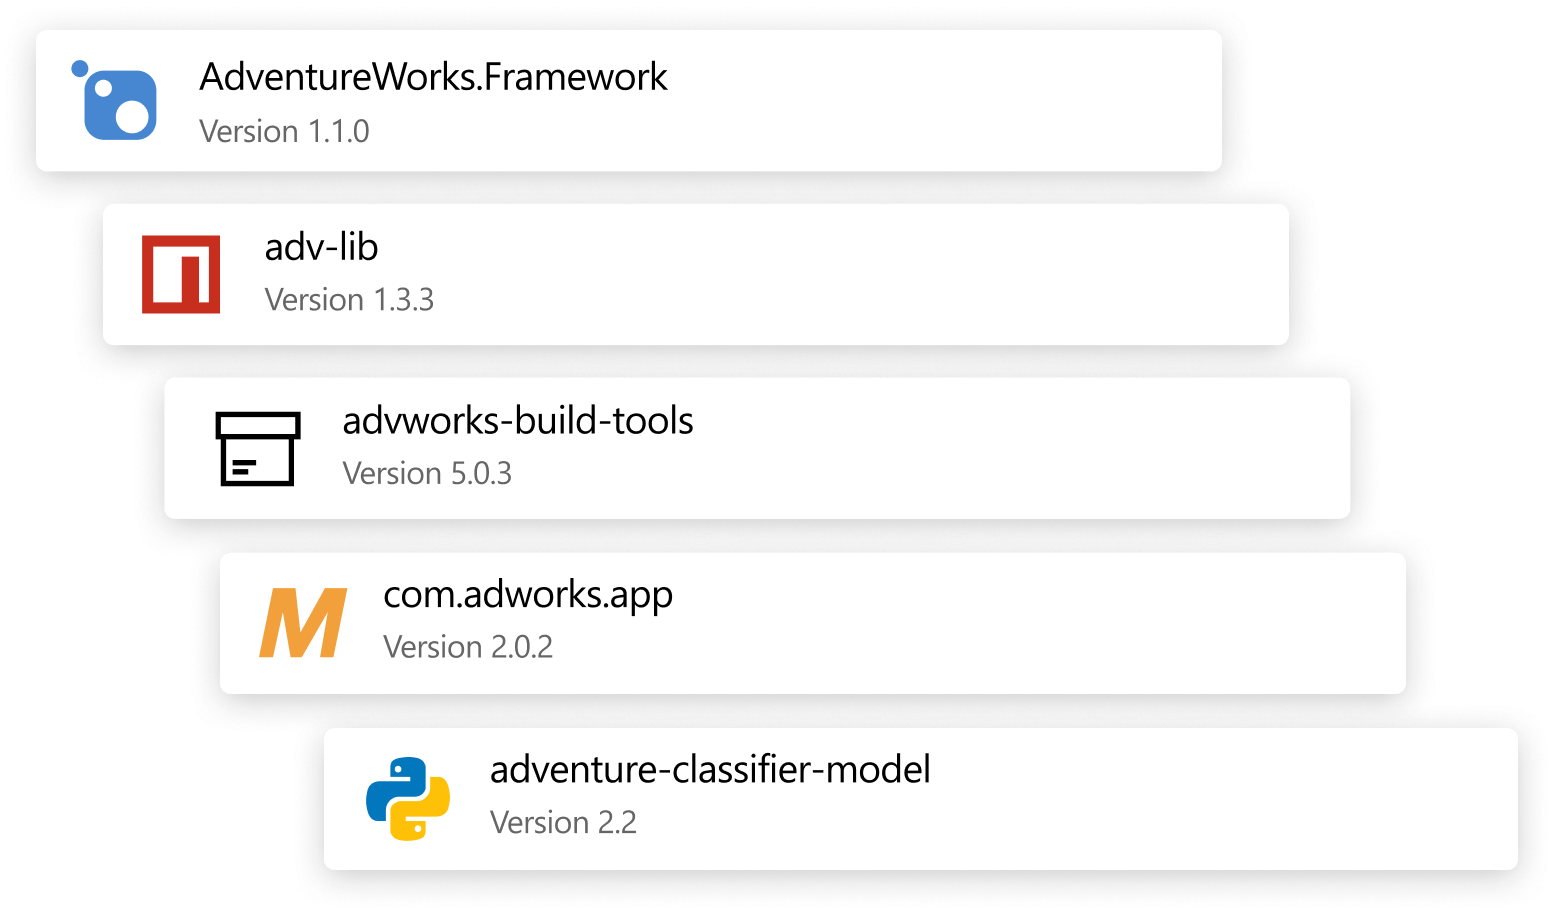 AdventureWorks.Framework
Version 1.1.0
adv-lib
Version 1.3.3
advworks-build-tools
Version 5.0.3
M
com.adworks.app
Version 2.0.2
adventure-classifier-model
Version 2.2